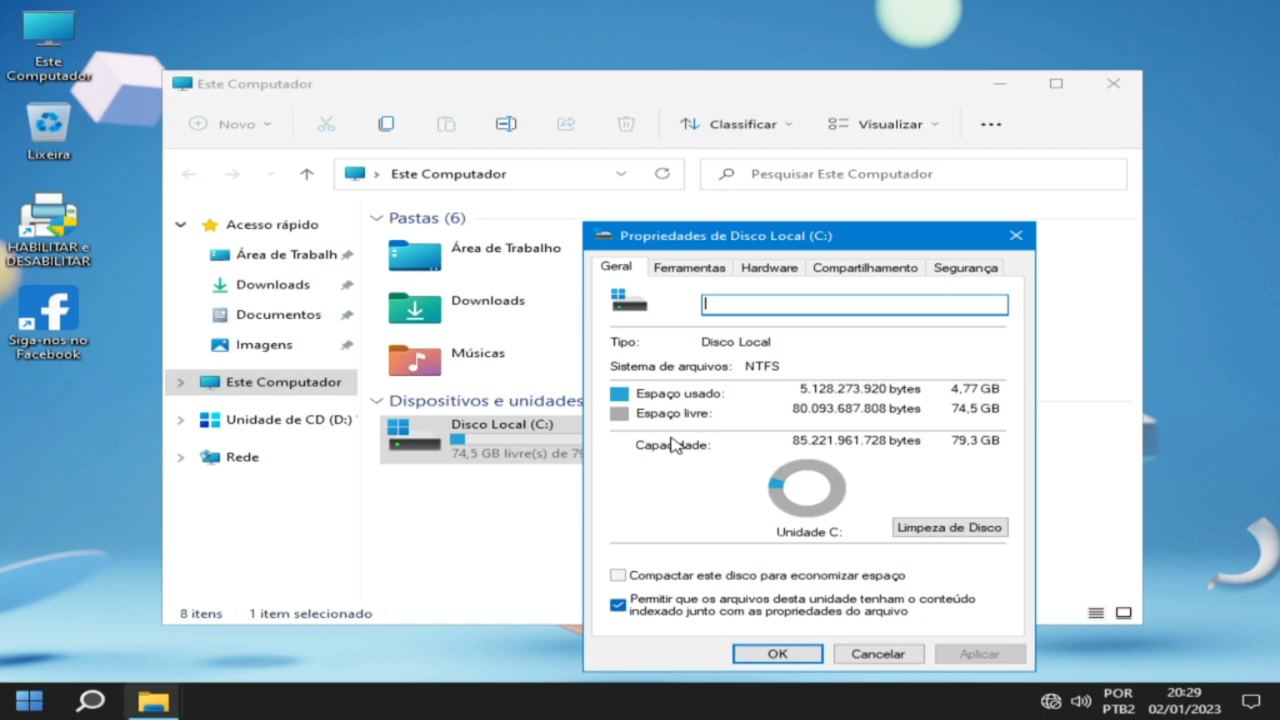 Este
Computador
Lixeira
HABILITAR e
DESABILITAR
Siga-nos no
Facebook
Este Computador
Novo
Classificar
Visualizar
Este Computador
Pesquisar Este Computador
Acesso rápido
Área de Trabalh
Downloads
Documentos
Imagens
Este Computador
Unidade de CD (D:)
Rede
Pastas (6)
Área de Trabalho
Downloads
Músicas
Dispositivos e unidades
Disco Local (C:)
74,5 GB livre(s) de 79
8 itens 1 item selecionado
Propriedades de Disco Local (C:)
Geral Ferramentas Hardware Compartilhamento Segurança
Tipo: Disco Local
Sistema de arquivos: NTFS
Espaço usado: 5.128.273.920 bytes 4,77 GB
Espaço livre: 80.093.687.808 bytes 74,5 GB
Capacidade: 85.221.961.728 bytes 79,3 GB
Unidade C:
Limpeza de Disco
Compactar este disco para economizar espaço
Permitir que os arquivos desta unidade tenham o conteúdo
indexado junto com as propriedades do arquivo
OK Cancelar Aplicar
POR
PTB2
20:29
02/01/2023